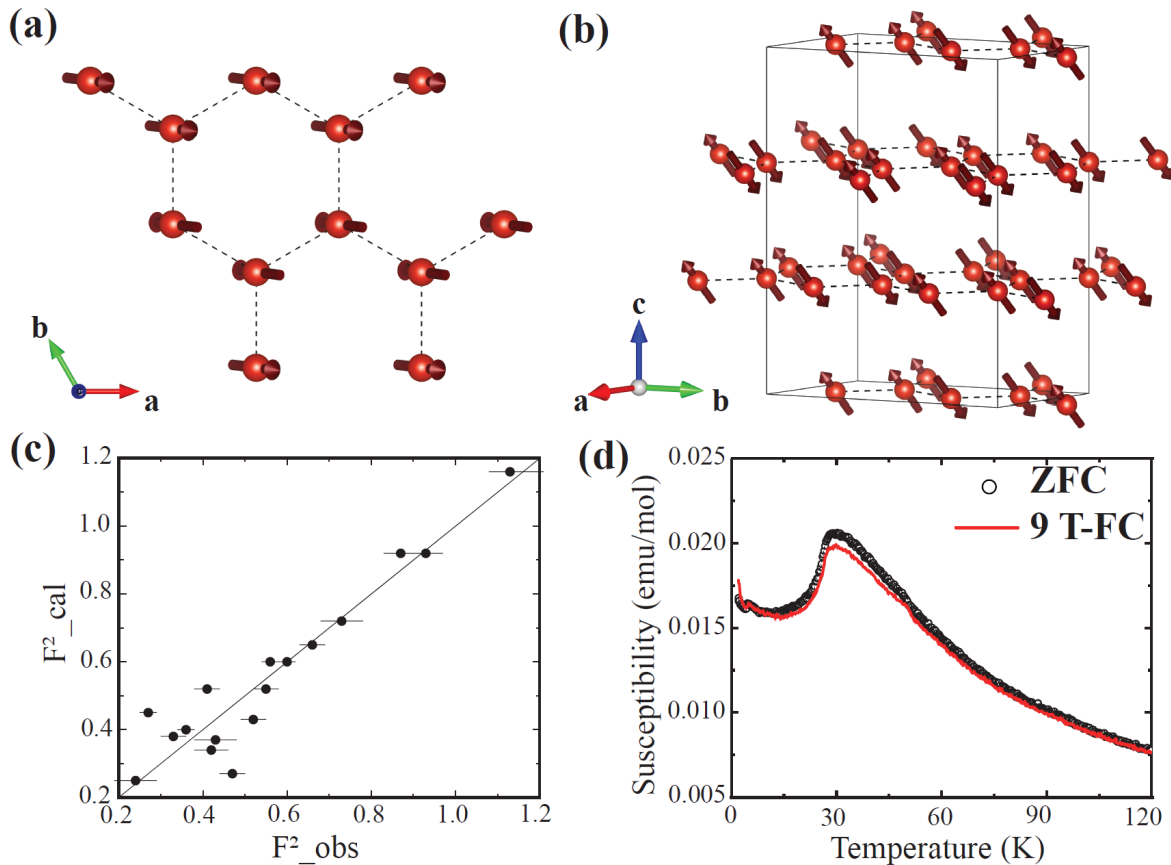 (a)
b
a
(b)
c
a
b
(c)
1.2
1.0
0.8
0.6
0.4
0.2
F²_cal
0.2 0.4 0.6 0.8 1.0 1.2
F²_obs
(d)
0.025
0.020
0.015
0.010
0.005
Susceptibility (emu/mol)
ZFC
9 T-FC
0 30 60 90 120
Temperature (K)